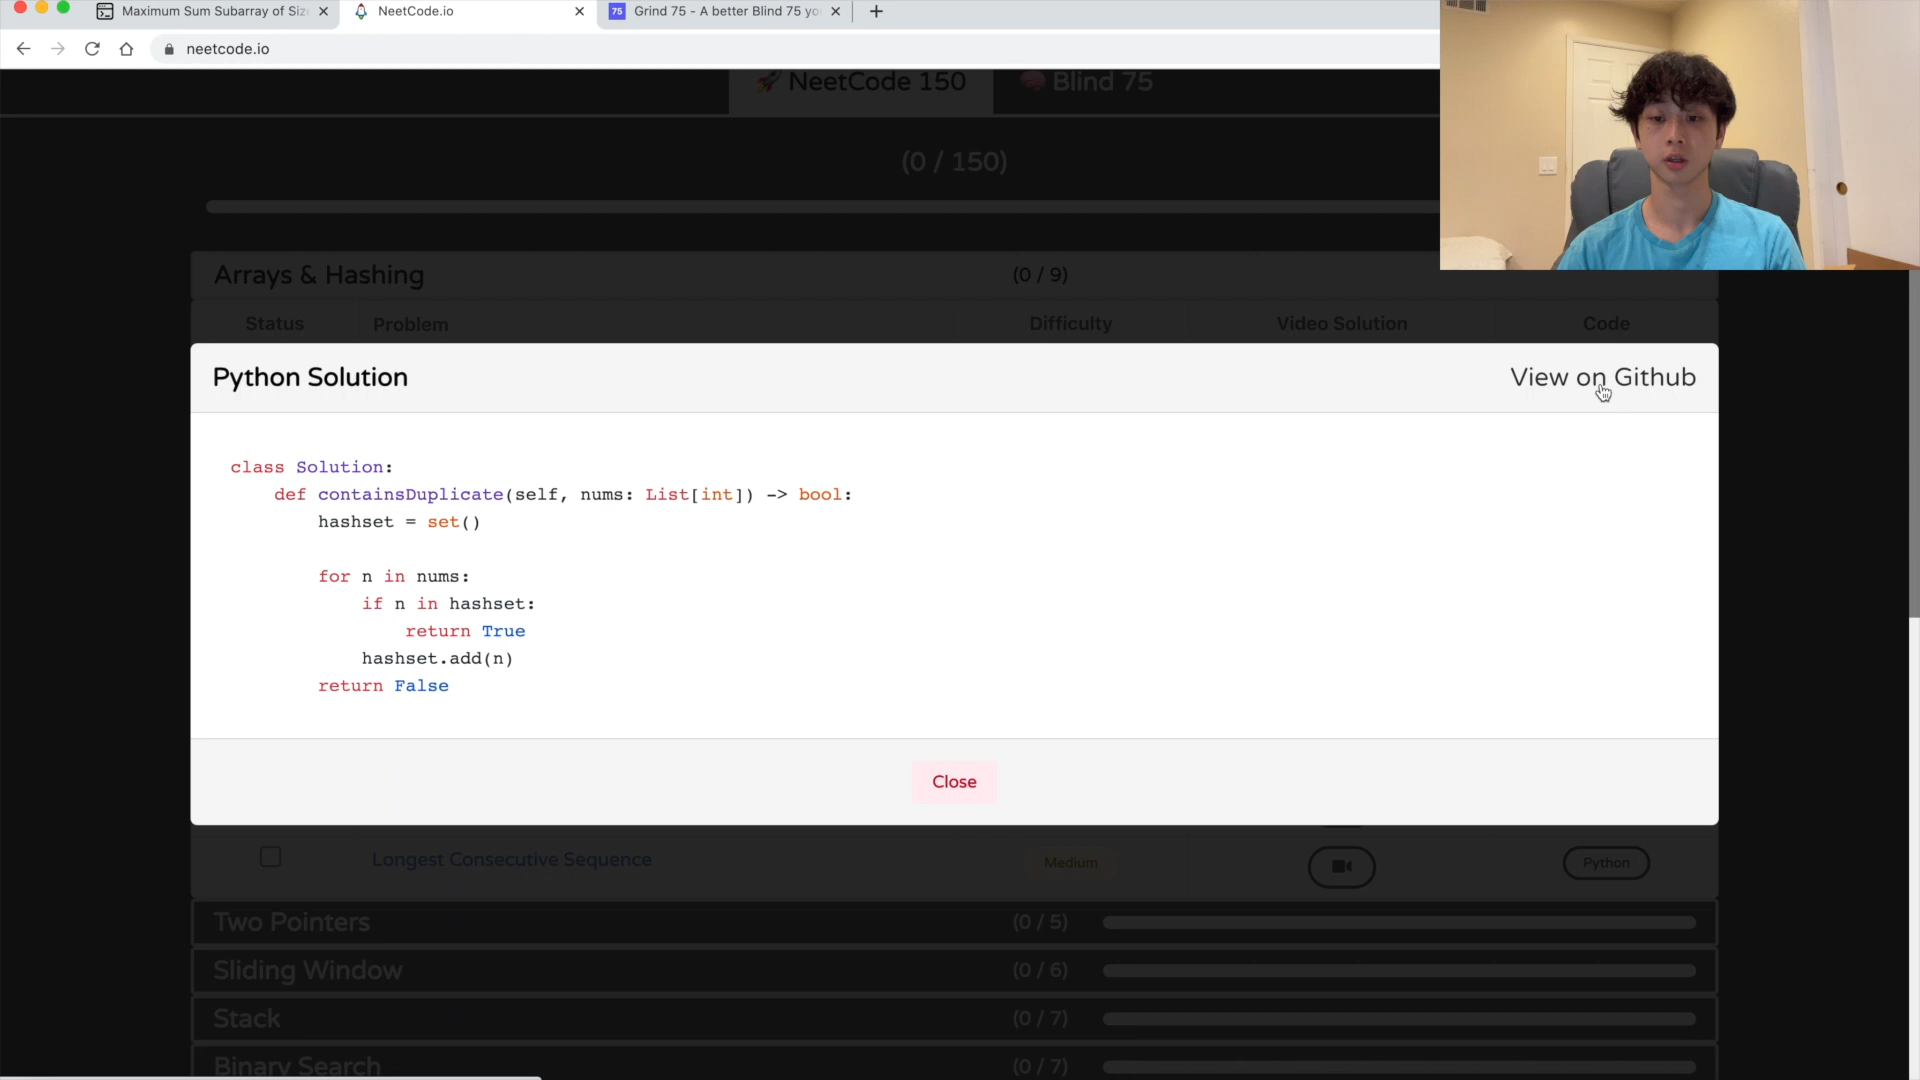 Maximum Sum Subarray of Siz
NeetCode.io
75 Grind 75 - A better Blind 75 yo
neetcode.io
NeetCode 150
Blind 75
(0 / 150)
Arrays & Hashing (0 / 9)
Status Problem Difficulty Video Solution Code
Python Solution View on Github
class Solution:
    def containsDuplicate(self, nums: List[int]) -> bool:
        hashset = set()
        for n in nums:
            if n in hashset:
                return True
            hashset.add(n)
        return False
Close
Longest Consecutive Sequence Medium Python
Two Pointers (0 / 5)
Sliding Window (0 / 6)
Stack (0 / 7)
Binary Search (0 / 7)